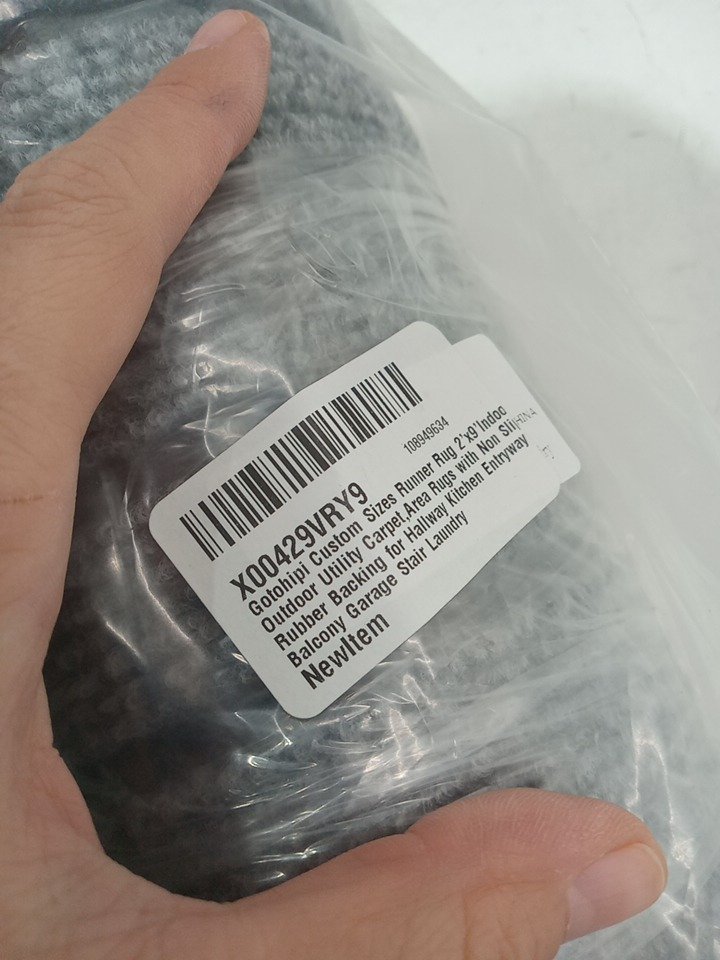 108949634
X00429VRY9
Gotohipi Custom Sizes Runner Rug 2'x9'Indoo
Outdoor Utility Carpet,Area Rugs with Non Sli
Rubber Backing for Hallway Kitchen Entryway
Balcony Garage Stair Laundry
NewItem